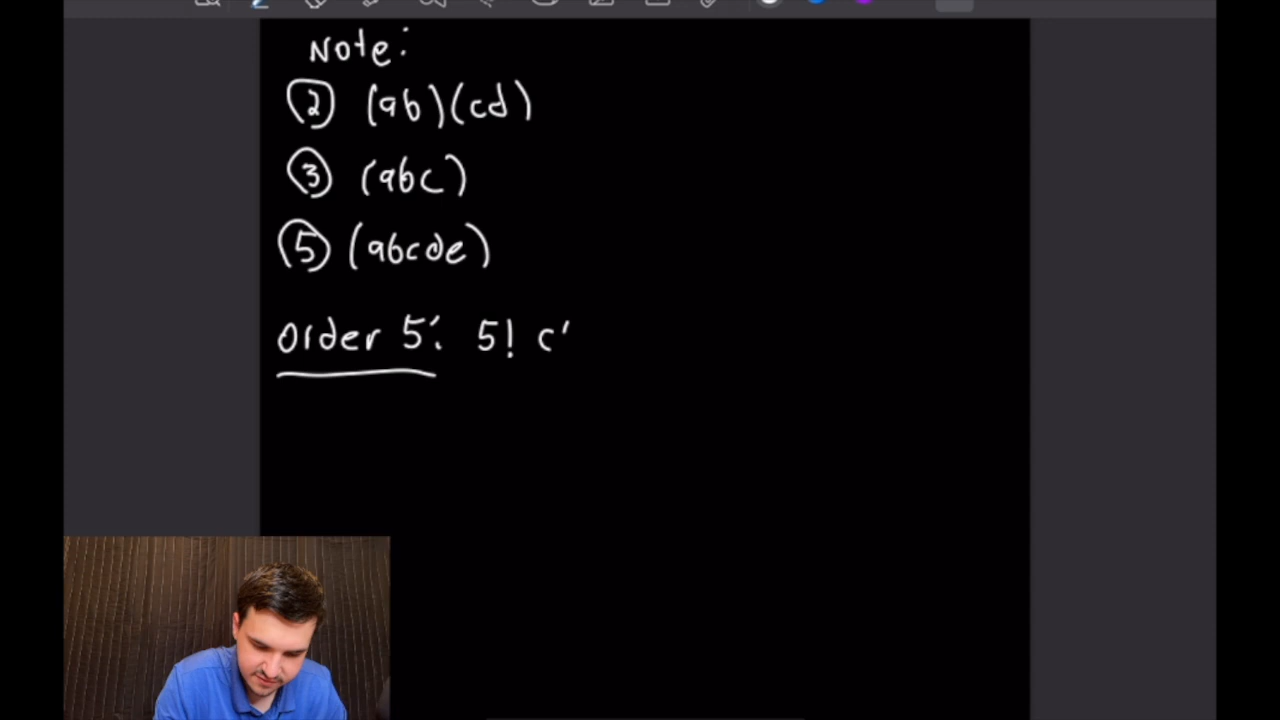 Note:
② (ab)(cd)
③ (abc)
⑤ (abcde)
Order 5: 5! c